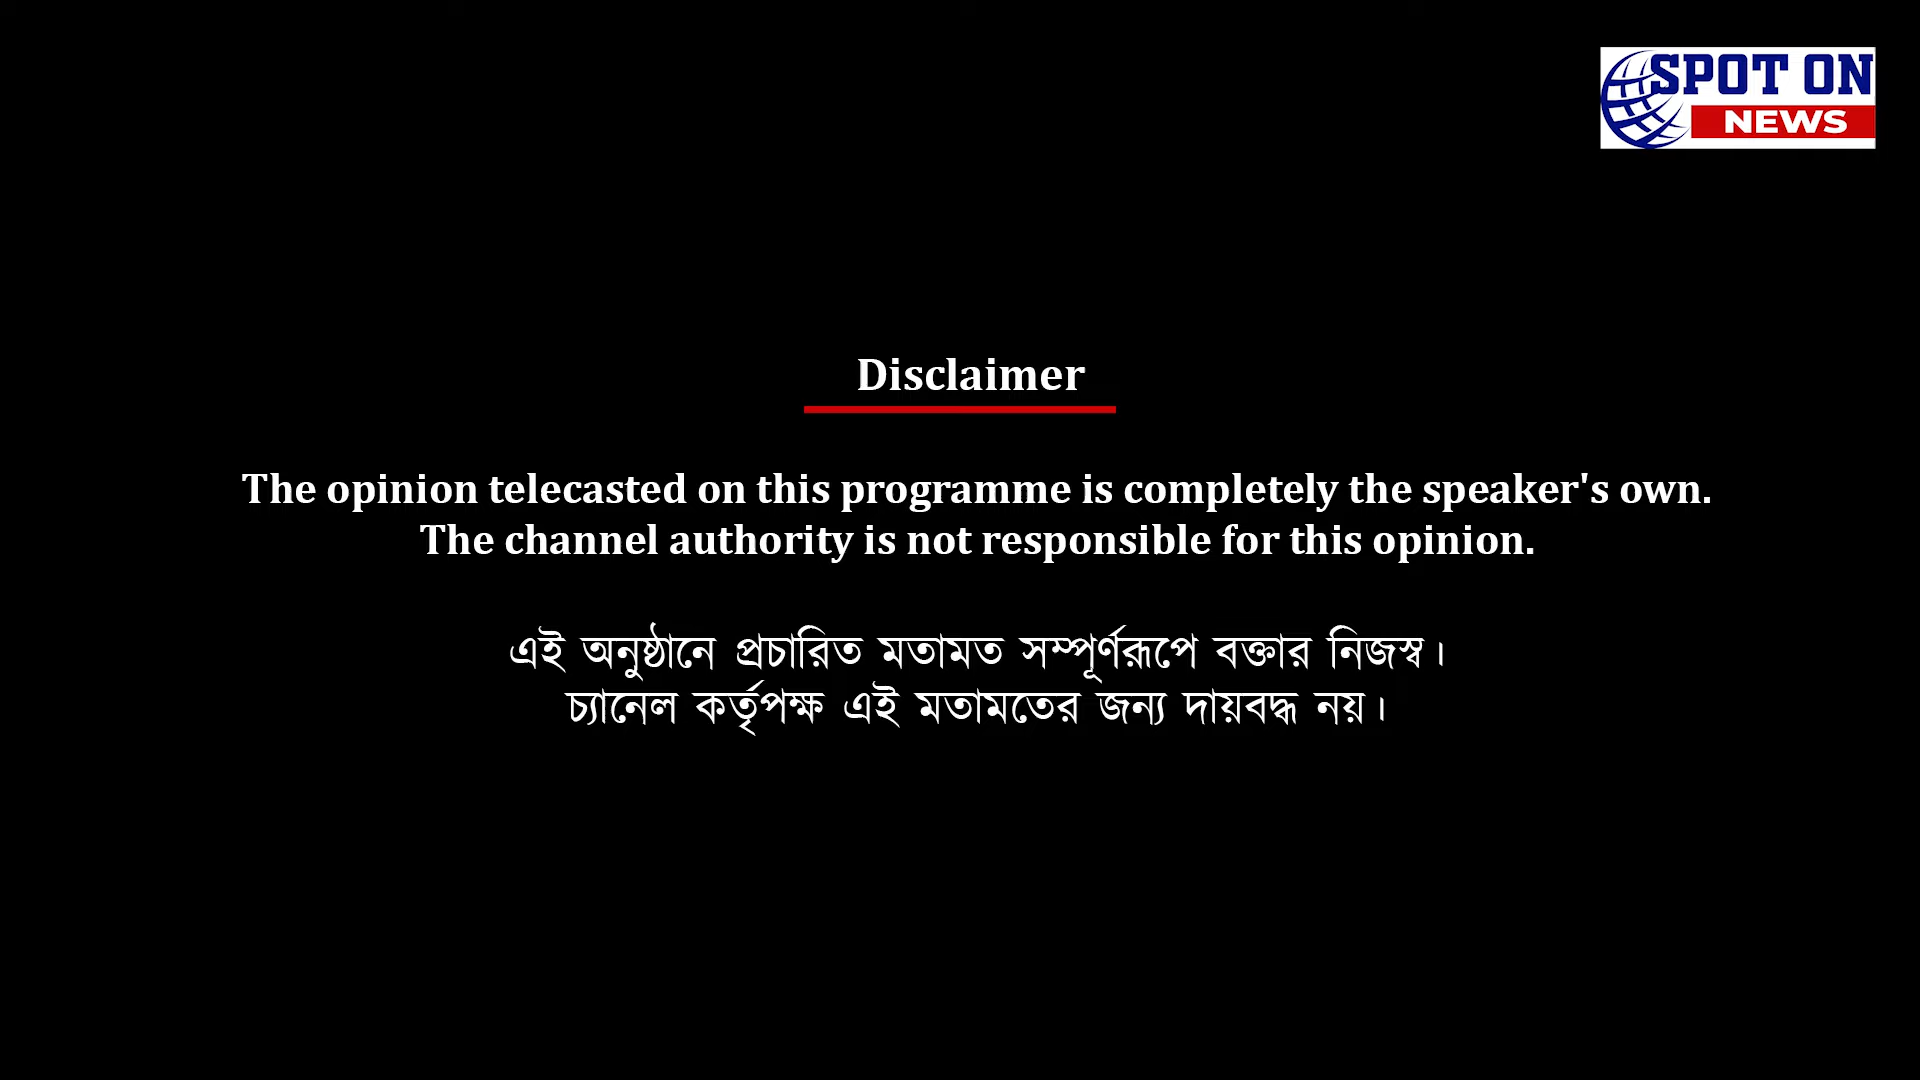 SPOT ON
NEWS
Disclaimer
The opinion telecasted on this programme is completely the speaker's own.
The channel authority is not responsible for this opinion.
এই অনুষ্ঠানে প্রচারিত মতামত সম্পূর্ণরূপে বক্তার নিজস্ব।
চ্যানেল কর্তৃপক্ষ এই মতামতের জন্য দায়বদ্ধ নয়।